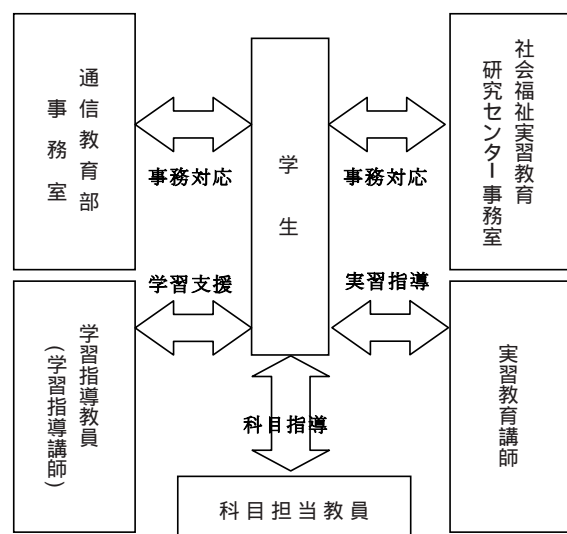 通信教育部
事務室
事務対応
学生
事務対応
社会福祉実習教育
研究センター事務室
学習指導教員
(学習指導講師)
学習支援
実習指導
実習教育講師
科目指導
科目担当教員